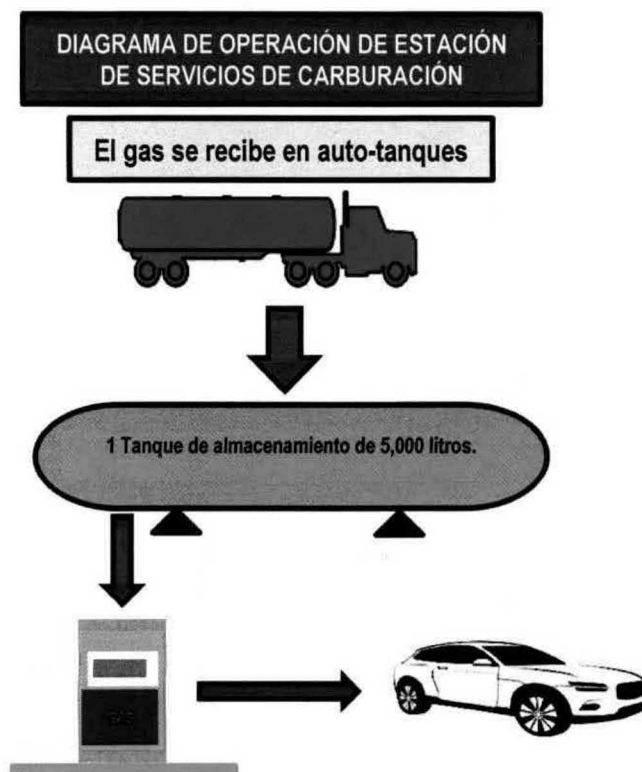 DIAGRAMA DE OPERACIÓN DE ESTACIÓN
DE SERVICIOS DE CARBURACIÓN
El gas se recibe en auto-tanques
1 Tanque de almacenamiento de 5,000 litros.